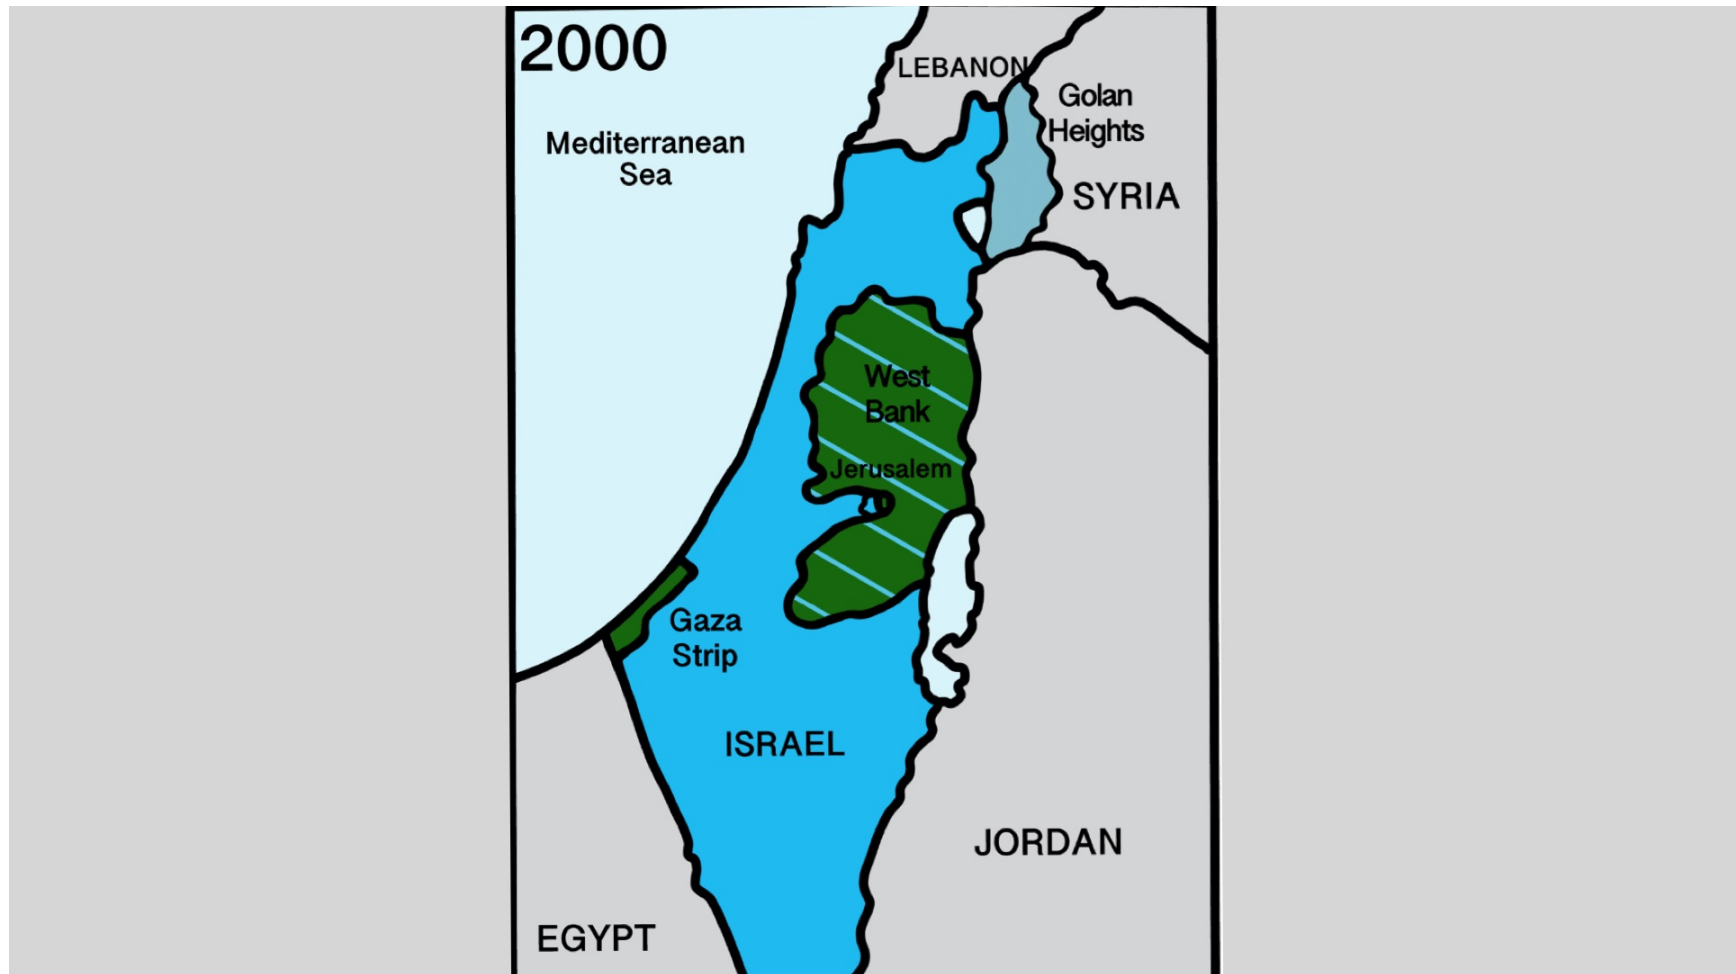 2000
LEBANON
Golan
Heights
Mediterranean
Sea
SYRIA
West
Bank
Jerusalem
Gaza
Strip
ISRAEL
JORDAN
EGYPT